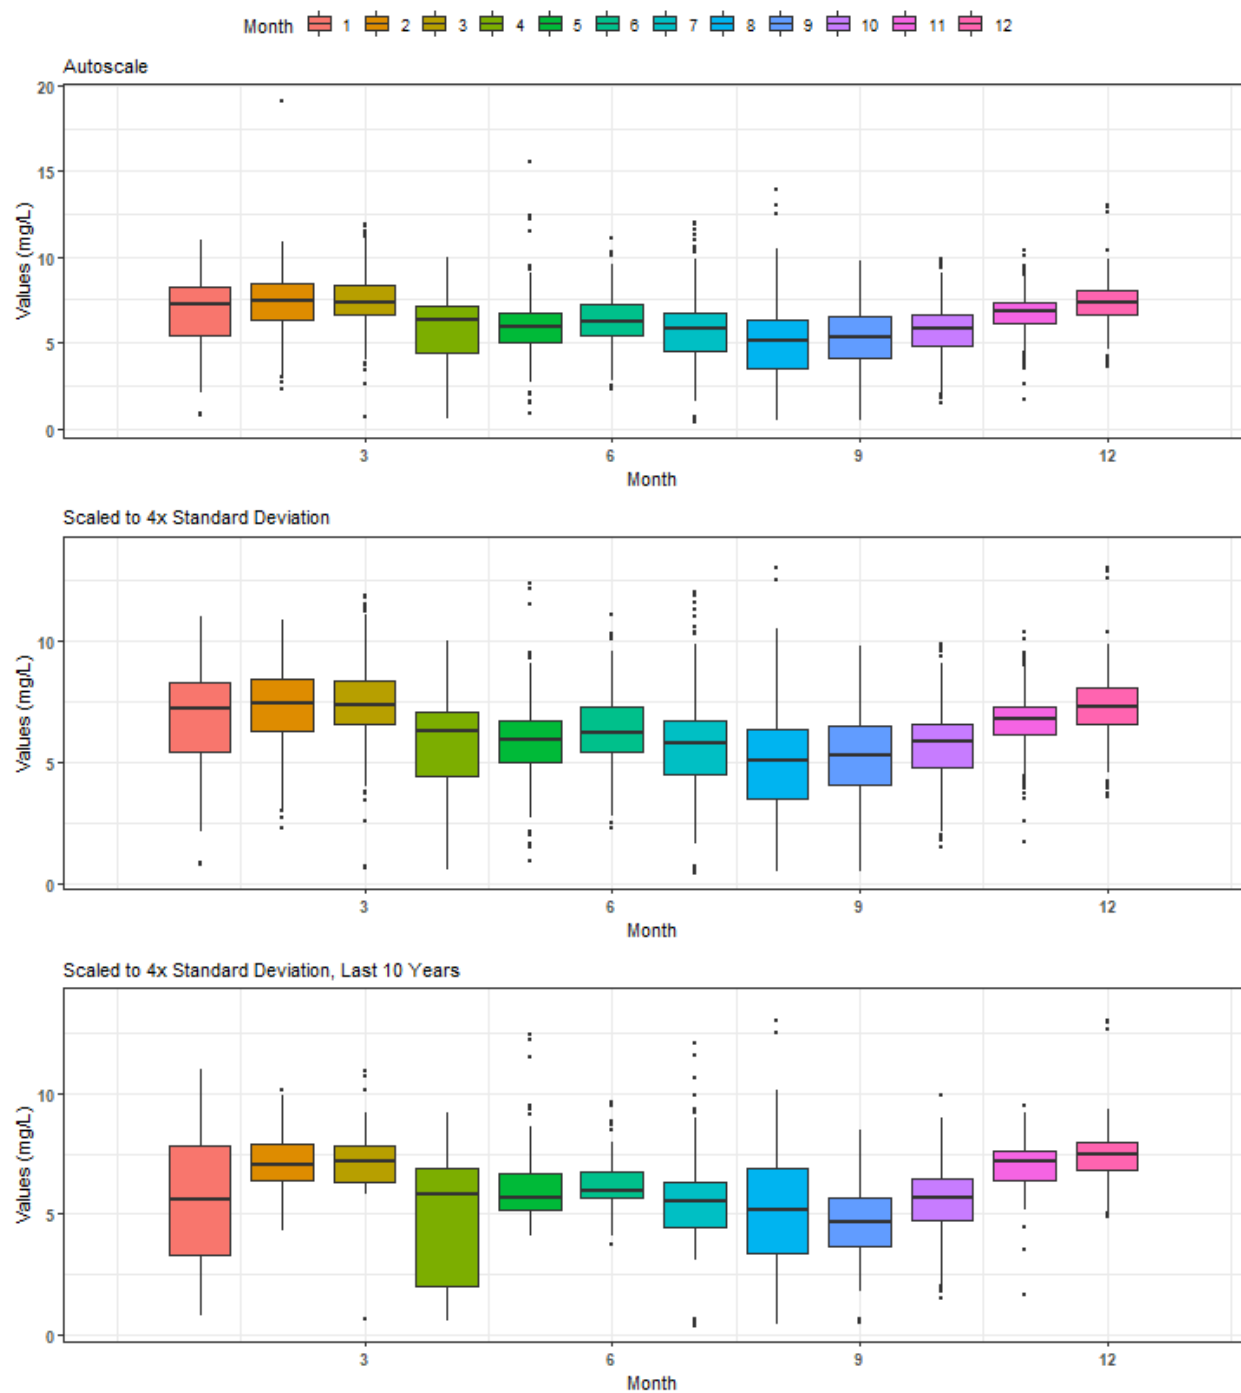 Month 1 2 3 4 5 6 7 8 9 10 11 12
Autoscale
Values (mg/L)
20
15
10
5
0
3 6 9 12
Month
Scaled to 4x Standard Deviation
Values (mg/L)
10
5
0
3 6 9 12
Month
Scaled to 4x Standard Deviation, Last 10 Years
Values (mg/L)
10
5
0
3 6 9 12
Month